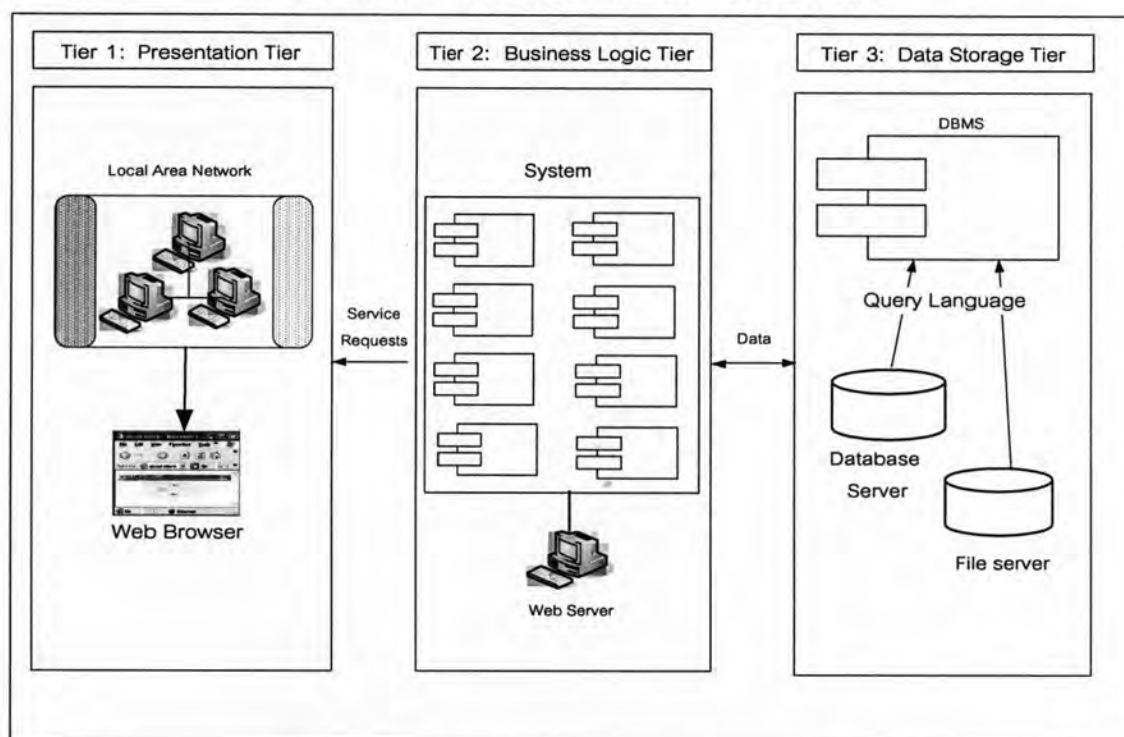 Tier 1: Presentation Tier
Tier 2: Business Logic Tier
Tier 3: Data Storage Tier
Local Area Network
Web Browser
Service
Requests
System
Web Server
Data
DBMS
Query Language
Database
Server
File server